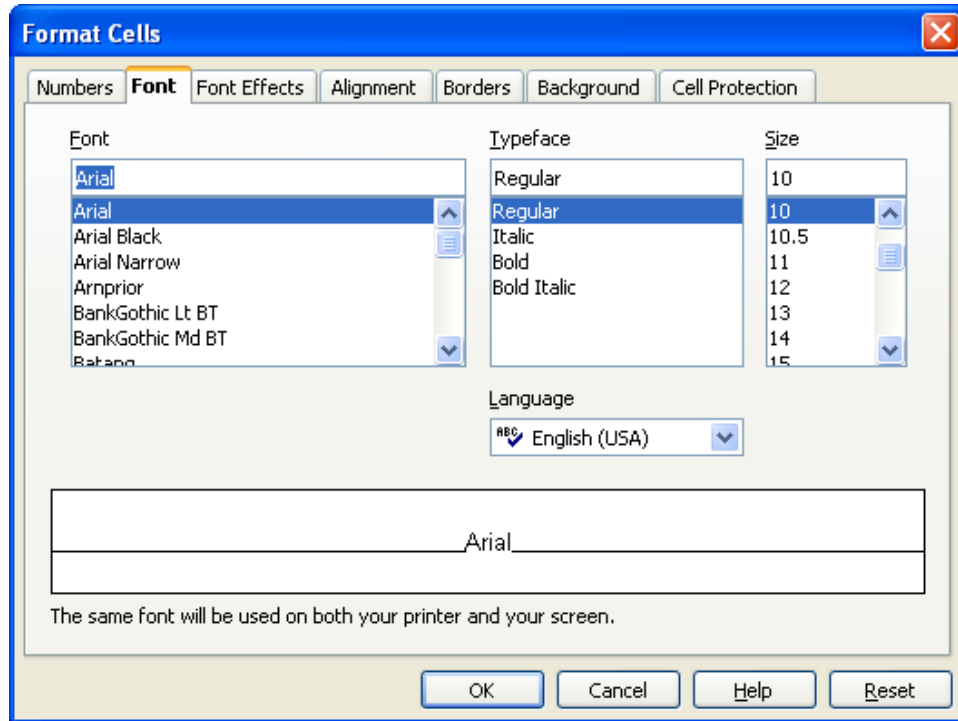 Format Cells
Numbers Font Font Effects Alignment Borders Background Cell Protection
Font Typeface Size
Arial Regular 10
Arial Regular 10
Arial Black Italic 10.5
Arial Narrow Bold 11
Arnprior Bold Italic 12
BankGothic Lt BT 13
BankGothic Md BT 14
Batang 15
Language
ABC English (USA)
Arial
The same font will be used on both your printer and your screen.
OK Cancel Help Reset